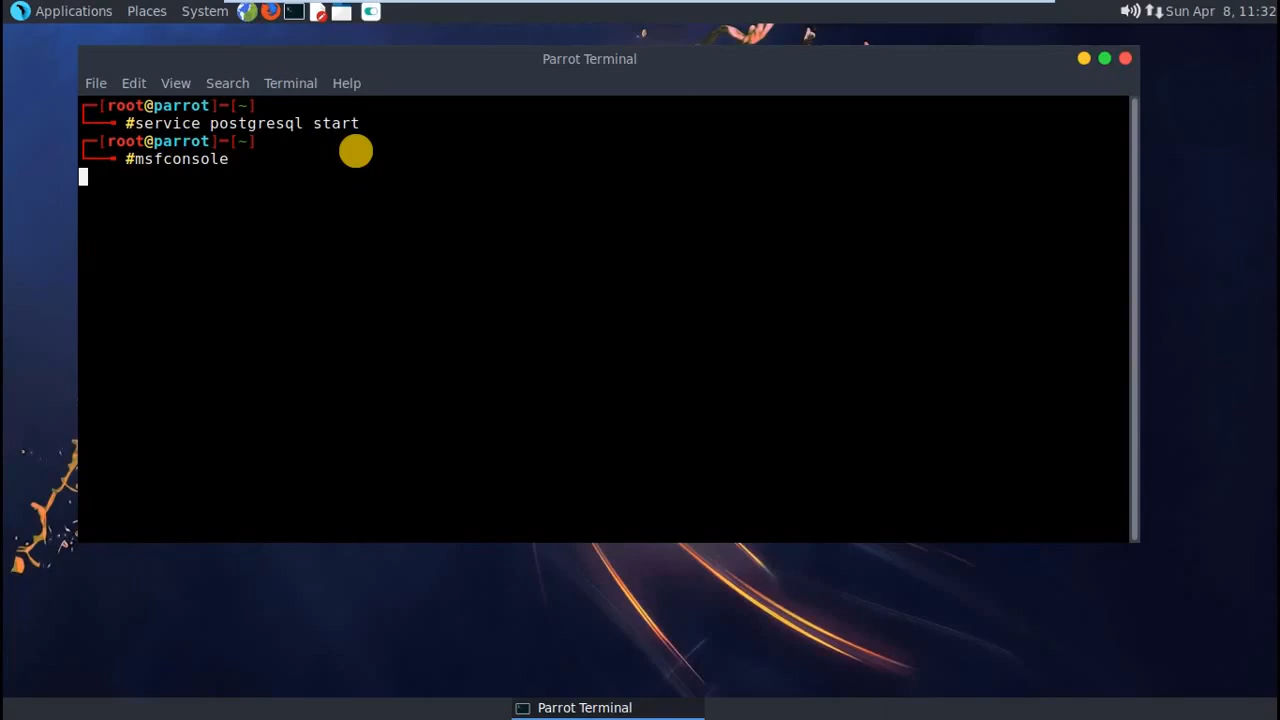 Applications Places System Sun Apr 8, 11:32
Parrot Terminal
File Edit View Search Terminal Help
┌─[root@parrot]─[~]
└──╼ #service postgresql start
┌─[root@parrot]─[~]
└──╼ #msfconsole
Parrot Terminal